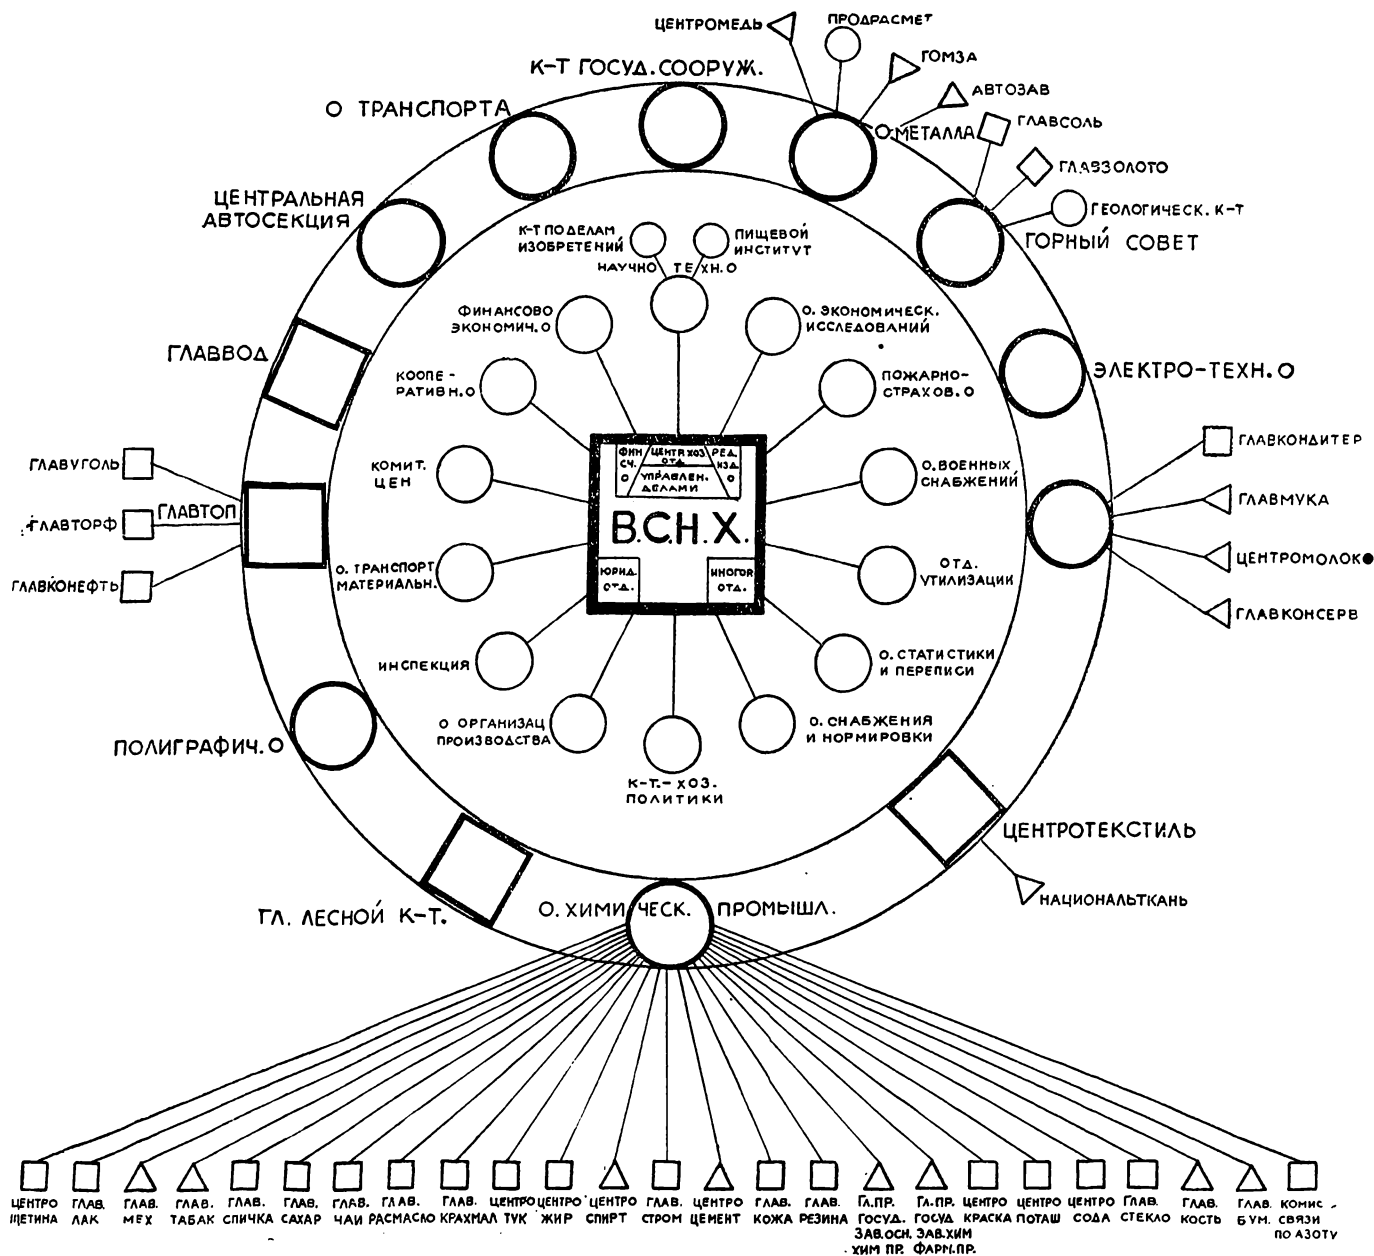 ЦЕНТРОМЕДЬ
ПРОДРАСМЕТ
ГОМЗА
АВТОЗАВ
К-Т ГОСУД. СООРУЖ.
О ТРАНСПОРТА
О МЕТАЛЛА
ГЛАВСОЛЬ
ГЛАВЗОЛОТО
ГЕОЛОГИЧЕСК. К-Т
ГОРНЫЙ СОВЕТ
ЦЕНТРАЛЬНАЯ
АВТОСЕКЦИЯ
К-Т ПО ДЕЛАМ
ИЗОБРЕТЕНИЙ
ПИЩЕВОЙ
ИНСТИТУТ
НАУЧНО ТЕХН. О
ФИНАНСОВО
ЭКОНОМИЧ. О
О. ЭКОНОМИЧЕСК.
ИССЛЕДОВАНИЙ
ГЛАВВОД
КООПЕ-
РАТИВН. О
ПОЖАРНО-
СТРАХОВ. О
ЭЛЕКТРО-ТЕХН. О
ГЛАВУГОЛЬ
ГЛАВТОРФ
ГЛАВКОНЕФТЬ
ГЛАВТОП
КОМИТ.
ЦЕН
О. ТРАНСПОРТ
МАТЕРИАЛЬН.
ФИН
СЧ.
О
ЦЕНТР ХОЗ.
ОТД.
РЕД.
ИЗД.
О
УПРАВЛЕН.
ДЕЛАМИ
В.С.Н.Х.
ЮРИД.
ОТД.
ИНОГОР
ОТД.
О. ВОЕННЫХ
СНАБЖЕНИЙ
ОТД.
УТИЛИЗАЦИИ
ГЛАВКОНДИТЕР
ГЛАВМУКА
ЦЕНТРОМОЛОКО
ГЛАВКОНСЕРВ
ИНСПЕКЦИЯ
О. СТАТИСТИКИ
И ПЕРЕПИСИ
О ОРГАНИЗАЦ
ПРОИЗВОДСТВА
О. СНАБЖЕНИЯ
И НОРМИРОВКИ
К-Т.- ХОЗ.
ПОЛИТИКИ
ПОЛИГРАФИЧ. О
ЦЕНТРОТЕКСТИЛЬ
НАЦИОНАЛЬТКАНЬ
ГЛ. ЛЕСНОЙ К-Т.
О. ХИМИЧЕСК. ПРОМЫШЛ.
ЦЕНТРО
ЩЕТИНА
ГЛАВ.
ЛАК
ГЛАВ.
МЕХ
ГЛАВ.
ТАБАК
ГЛАВ.
СПИЧКА
ГЛАВ.
САХАР
ГЛАВ.
ЧАИ
ГЛАВ.
РАСМАСЛО
ГЛАВ.
КРАХМАЛ
ЦЕНТРО
ТУК
ЦЕНТРО
ЖИР
ЦЕНТРО
СПИРТ
ГЛАВ.
СТРОМ
ЦЕНТРО
ЦЕМЕНТ
ГЛАВ.
КОЖА
ГЛАВ.
РЕЗИНА
ГЛ. ПР.
ГОСУД.
ЗАВ. ОСН.
ХИМ ПР.
ГЛ. ПР.
ГОСУД
ЗАВ. ХИМ
ФАРМ. ПР.
ЦЕНТРО
КРАСКА
ЦЕНТРО
ПОТАШ
ЦЕНТРО
СОДА
ГЛАВ.
СТЕКЛО
ГЛАВ.
КОСТЬ
ГЛАВ.
БУМ.
КОМИС.
СВЯЗИ
ПО АЗОТУ